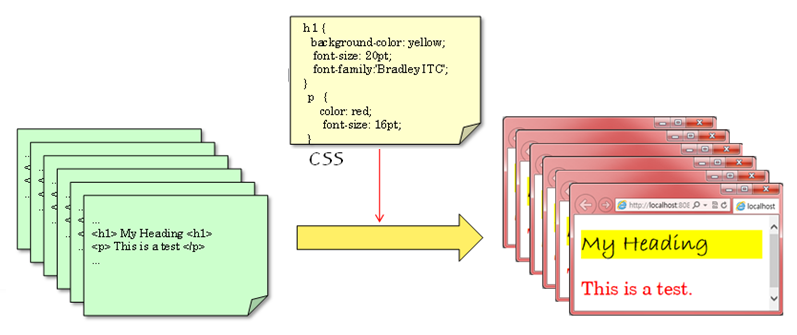 h1 {
background-color: yellow;
font-size: 20pt;
font-family:"Bradley ITC";
}
p {
color: red;
font-size: 16pt;
}
CSS
...
<h1> My Heading <h1>
<p> This is a test </p>
...
http://localhost:808
localhost
My Heading
This is a test.